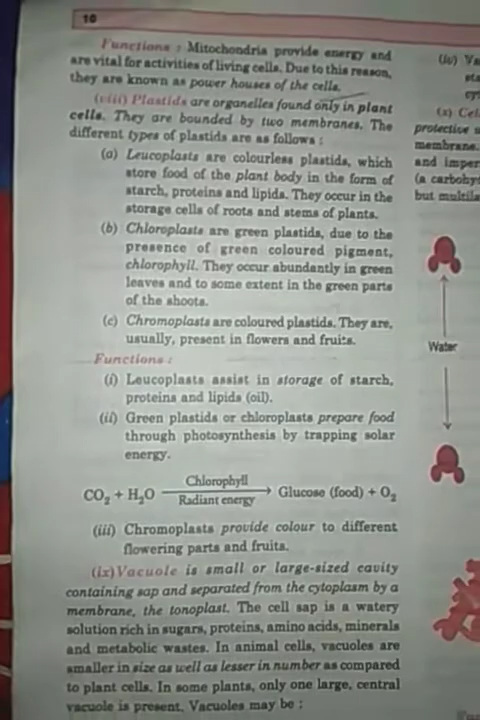 10
Functions : Mitochondria provide energy and
are vital for activities of living cells. Due to this reason,
they are known as power houses of the cells.
(viii) Plastids are organelles found only in plant
cells. They are bounded by two membranes. The
different types of plastids are as follows :
(a) Leucoplasts are colourless plastids, which
store food of the plant body in the form of
starch, proteins and lipids. They occur in the
storage cells of roots and stems of plants.
(b) Chloroplasts are green plastids, due to the
presence of green coloured pigment,
chlorophyll. They occur abundantly in green
leaves and to some extent in the green parts
of the shoots.
(c) Chromoplasts are coloured plastids. They are,
usually, present in flowers and fruits.
Functions :
(i) Leucoplasts assist in storage of starch,
proteins and lipids (oil).
(ii) Green plastids or chloroplasts prepare food
through photosynthesis by trapping solar
energy.
Chlorophyll
CO₂ + H₂O ⟶ Glucose (food) + O₂
Radiant energy
(iii) Chromoplasts provide colour to different
flowering parts and fruits.
(ix) Vacuole is small or large-sized cavity
containing sap and separated from the cytoplasm by a
membrane, the tonoplast. The cell sap is a watery
solution rich in sugars, proteins, amino acids, minerals
and metabolic wastes. In animal cells, vacuoles are
smaller in size as well as lesser in number as compared
to plant cells. In some plants, only one large, central
vacuole is present. Vacuoles may be :
(iv) Va
sta
cyt
(x) Cel
protective
membrane.
and imper
(a carbohy
but multila
Water